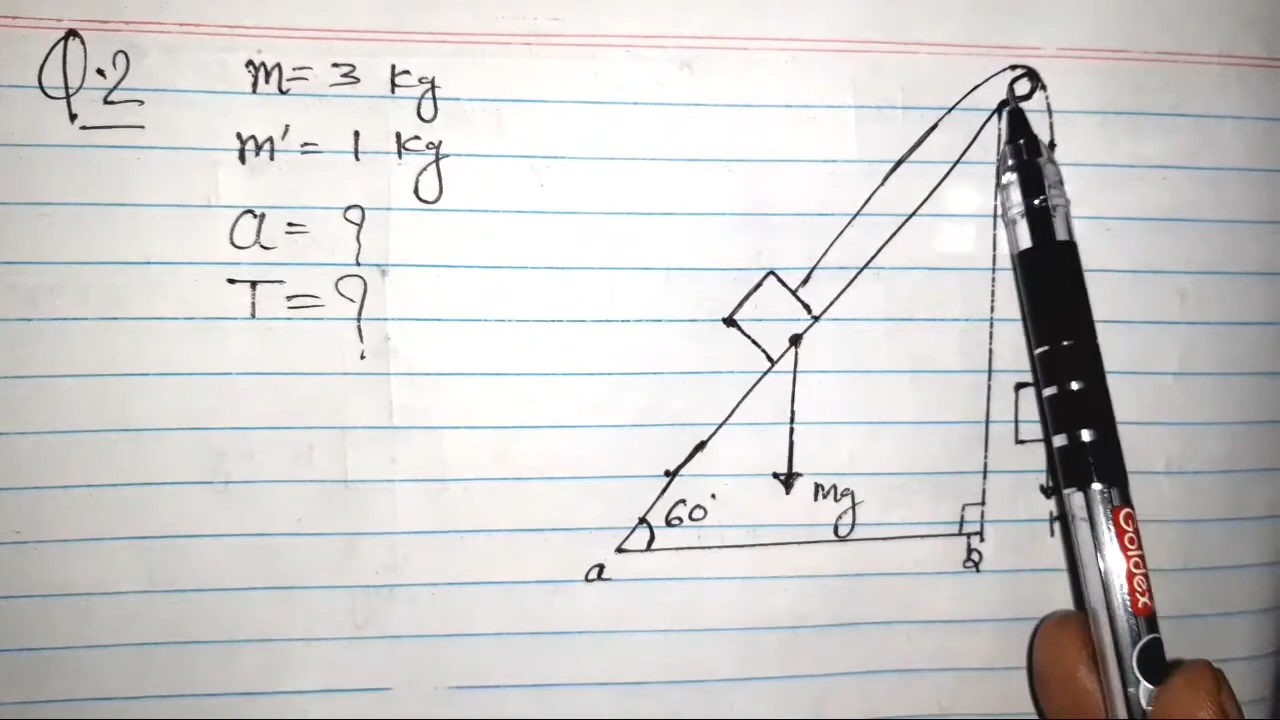 Q.2
m = 3 kg
m' = 1 kg
a = ?
T = ?
60°
mg
a
b
Goldex